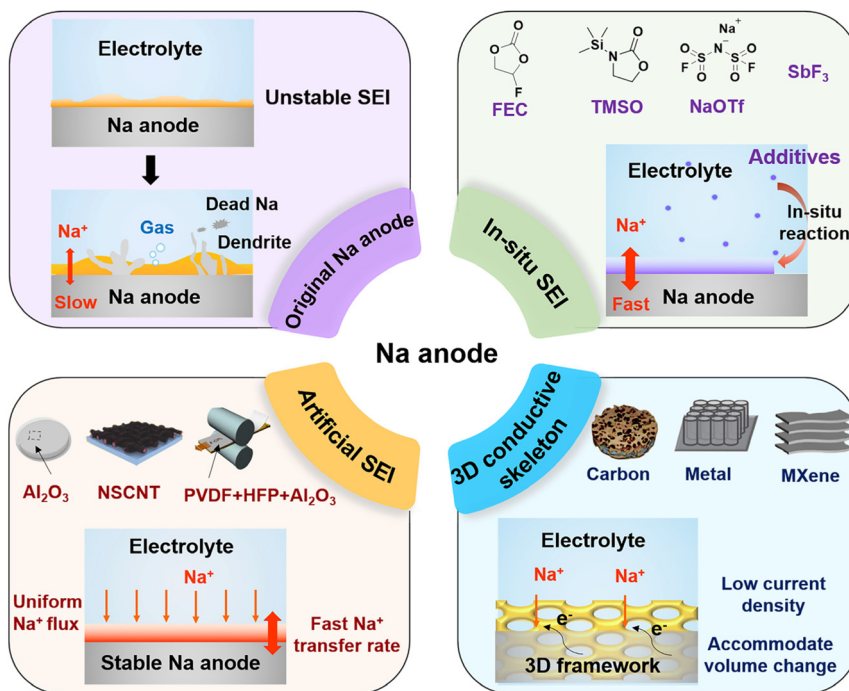 Electrolyte
Unstable SEI
Na anode
Na⁺
Gas
Dead Na
Dendrite
Slow
Na anode
Original Na anode
O
O
O
F
FEC
Si
N
O
O
TMSO
Na⁺
O
N⁻
O
F
S
S
F
O
O
NaOTf
SbF₃
Electrolyte
Additives
Na⁺
In-situ
reaction
Fast
Na anode
In-situ SEI
Na anode
Artificial SEI
Al₂O₃
NSCNT
PVDF+HFP+Al₂O₃
Electrolyte
Na⁺
Uniform
Na⁺ flux
Fast Na⁺
transfer rate
Stable Na anode
3D conductive
skeleton
Carbon
Metal
MXene
Electrolyte
Na⁺
Na⁺
e⁻
e⁻
3D framework
Low current
density
Accommodate
volume change